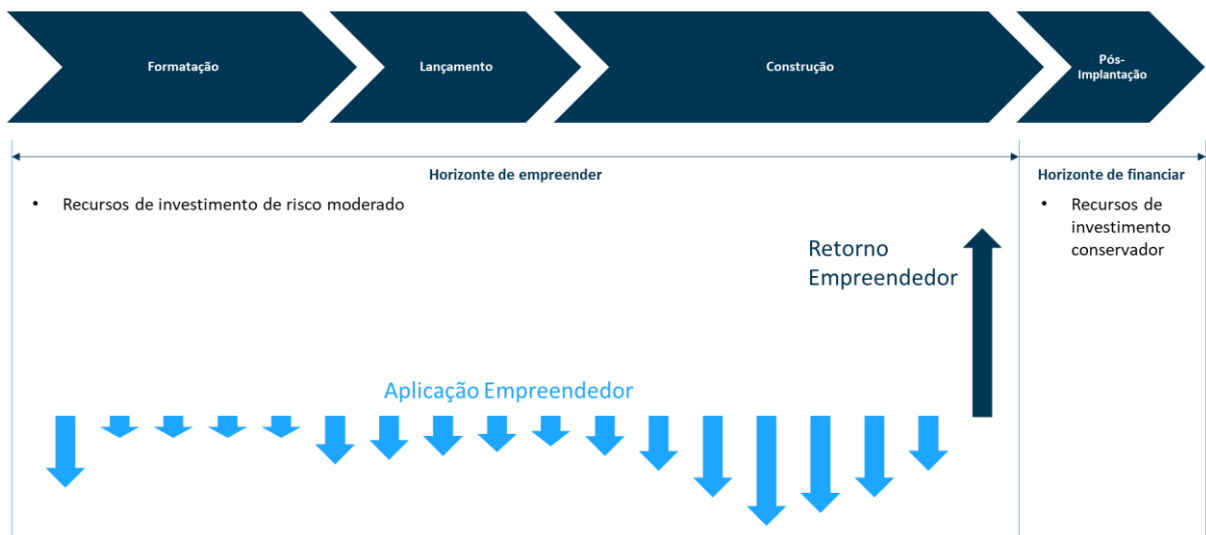 Formatação
Lançamento
Construção
Pós-
Implantação
Horizonte de empreender
Horizonte de financiar
• Recursos de investimento de risco moderado
• Recursos de
investimento
conservador
Retorno
Empreendedor
Aplicação Empreendedor